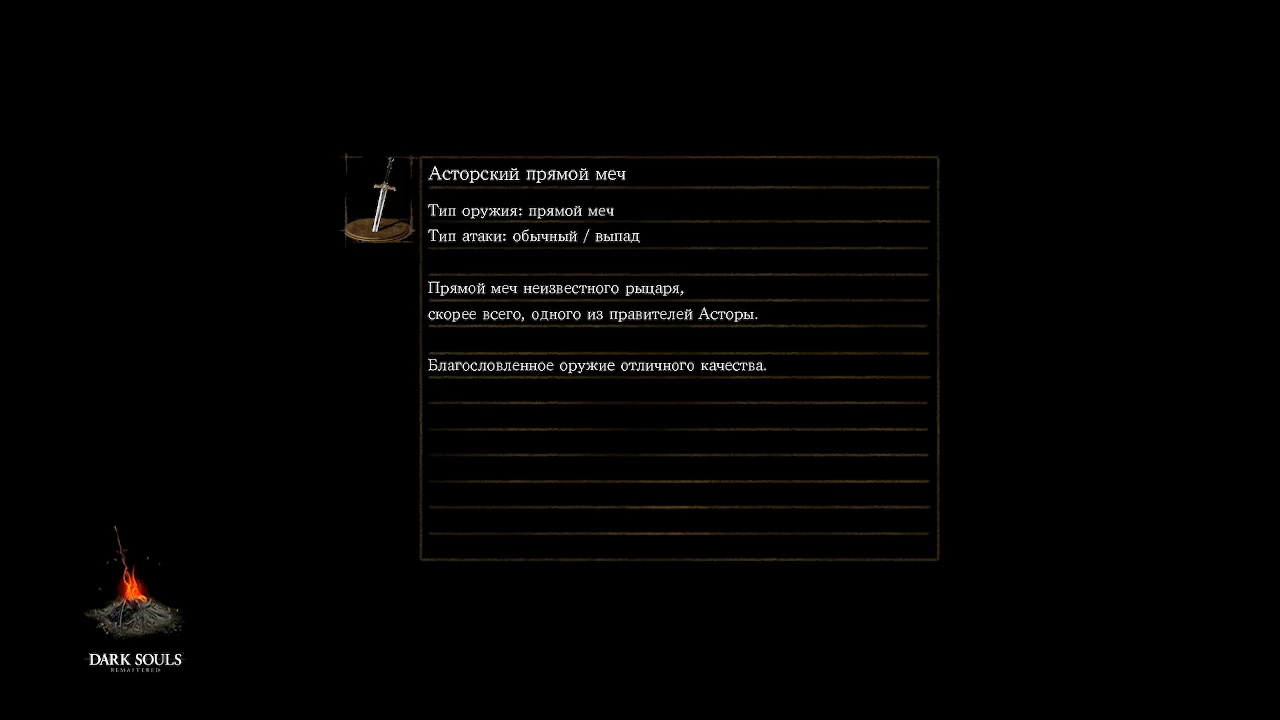 Асторский прямой меч
Тип оружия: прямой меч
Тип атаки: обычный / выпад
Прямой меч неизвестного рыцаря,
скорее всего, одного из правителей Асторы.
Благословленное оружие отличного качества.
DARK SOULS
REMASTERED